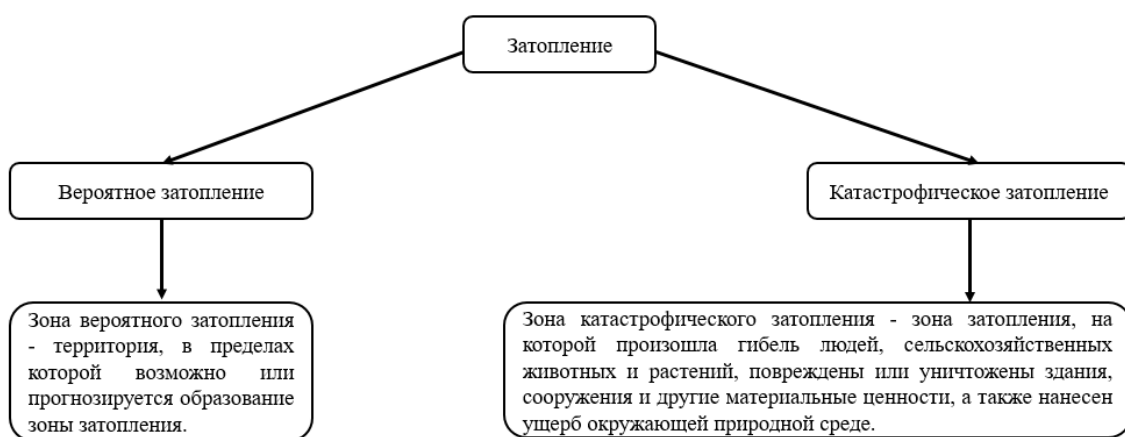 Затопление
Вероятное затопление
Катастрофическое затопление
Зона вероятного затопления
- территория, в пределах
которой возможно или
прогнозируется образование
зоны затопления.
Зона катастрофического затопления - зона затопления, на
которой произошла гибель людей, сельскохозяйственных
животных и растений, повреждены или уничтожены здания,
сооружения и другие материальные ценности, а также нанесен
ущерб окружающей природной среде.